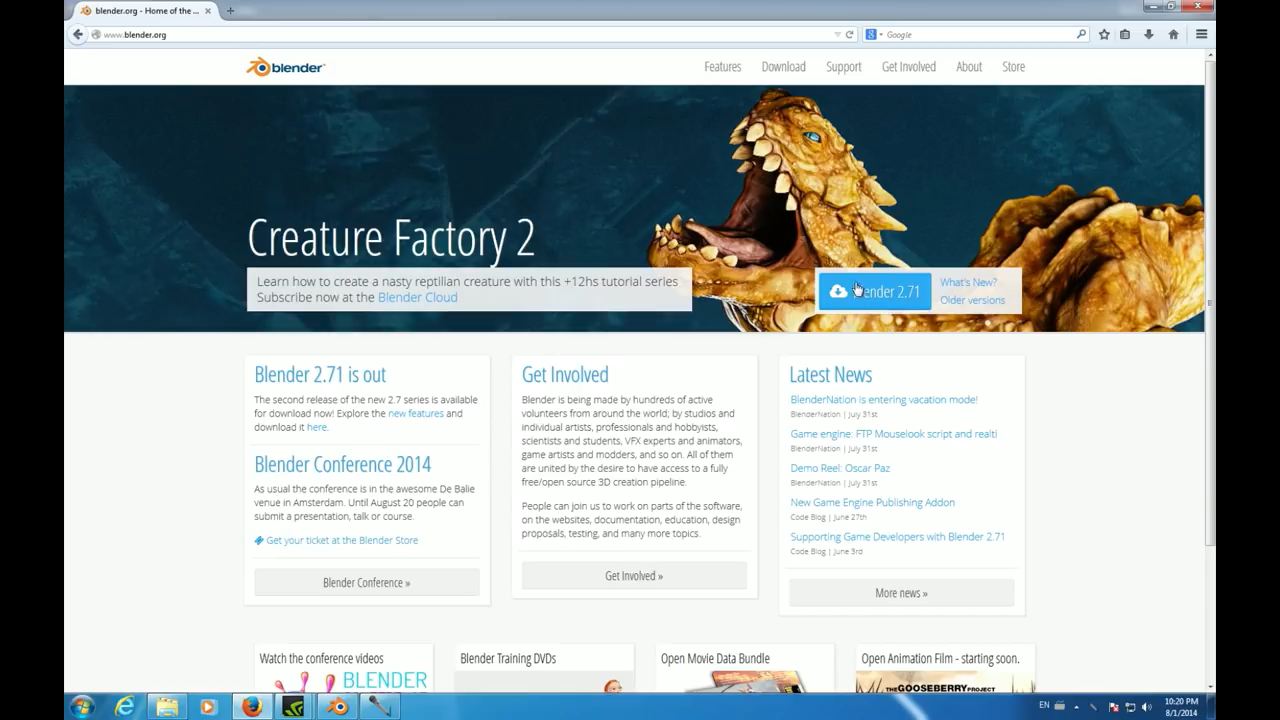 blender.org - Home of the ...
www.blender.org
Google
blender
Features
Download
Support
Get Involved
About
Store
Creature Factory 2
Learn how to create a nasty reptilian creature with this +12hs tutorial series
Subscribe now at the Blender Cloud
Blender 2.71
What's New?
Older versions
Blender 2.71 is out
The second release of the new 2.7 series is available
for download now! Explore the new features and
download it here.
Blender Conference 2014
As usual the conference is in the awesome De Balie
venue in Amsterdam. Until August 20 people can
submit a presentation, talk or course.
Get your ticket at the Blender Store
Blender Conference »
Get Involved
Blender is being made by hundreds of active
volunteers from around the world; by studios and
individual artists, professionals and hobbyists,
scientists and students, VFX experts and animators,
game artists and modders, and so on. All of them
are united by the desire to have access to a fully
free/open source 3D creation pipeline.
People can join us to work on parts of the software,
on the websites, documentation, education, design
proposals, testing, and many more topics.
Get Involved »
Latest News
BlenderNation is entering vacation mode!
BlenderNation | July 31st
Game engine: FTP Mouselook script and realti
BlenderNation | July 31st
Demo Reel: Oscar Paz
BlenderNation | July 31st
New Game Engine Publishing Addon
Code Blog | June 27th
Supporting Game Developers with Blender 2.71
Code Blog | June 3rd
More news »
Watch the conference videos
BLENDER
Blender Training DVDs
Open Movie Data Bundle
Open Animation Film - starting soon.
THE GOOSEBERRY PROJECT
EN
10:20 PM
8/1/2014